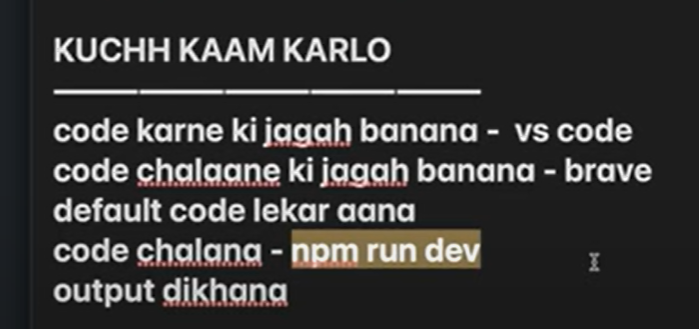 KUCHH KAAM KARLO
code karne ki jagah banana - vs code
code chalaane ki jagah banana - brave
default code lekar aana
code chalana - npm run dev
output dikhana